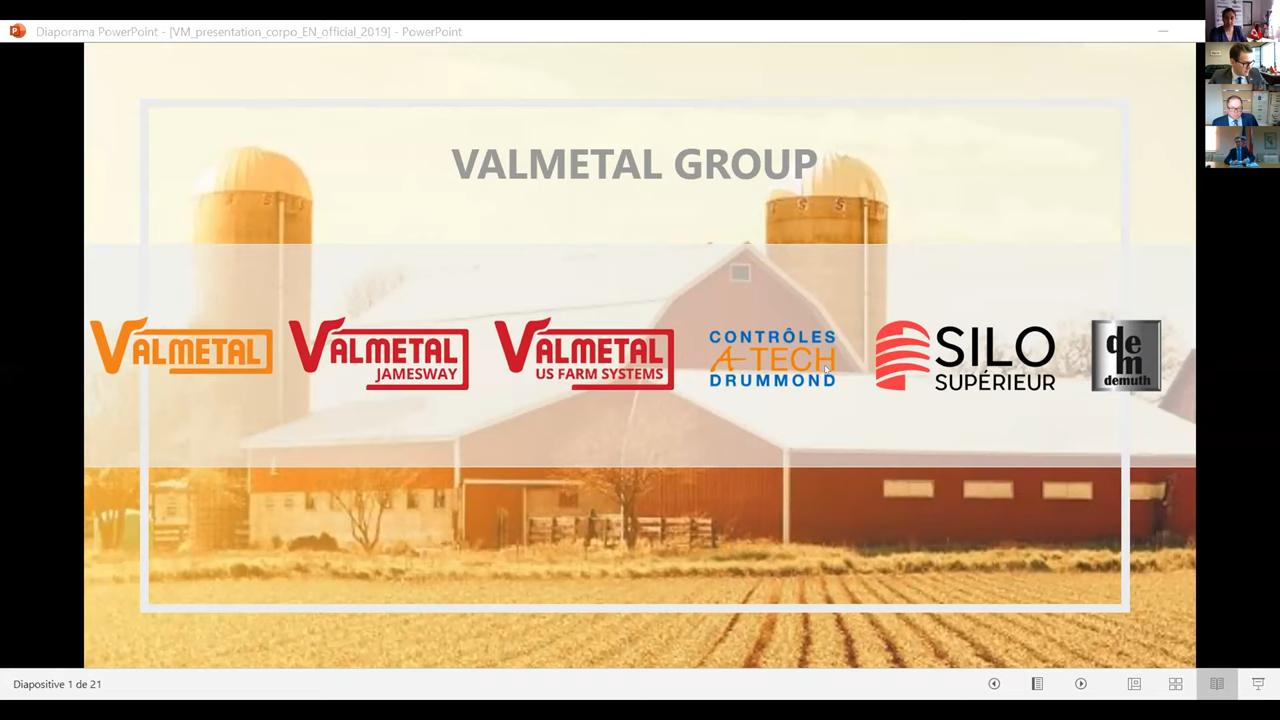 Diaporama PowerPoint - [VM_presentation_corpo_EN_official_2019] - PowerPoint
VALMETAL GROUP
VALMETAL
VALMETAL
JAMESWAY
VALMETAL
US FARM SYSTEMS
CONTRÔLES
A-TECH
DRUMMOND
SILO
SUPÉRIEUR
dem
demuth
S S S
Diapositive 1 de 21